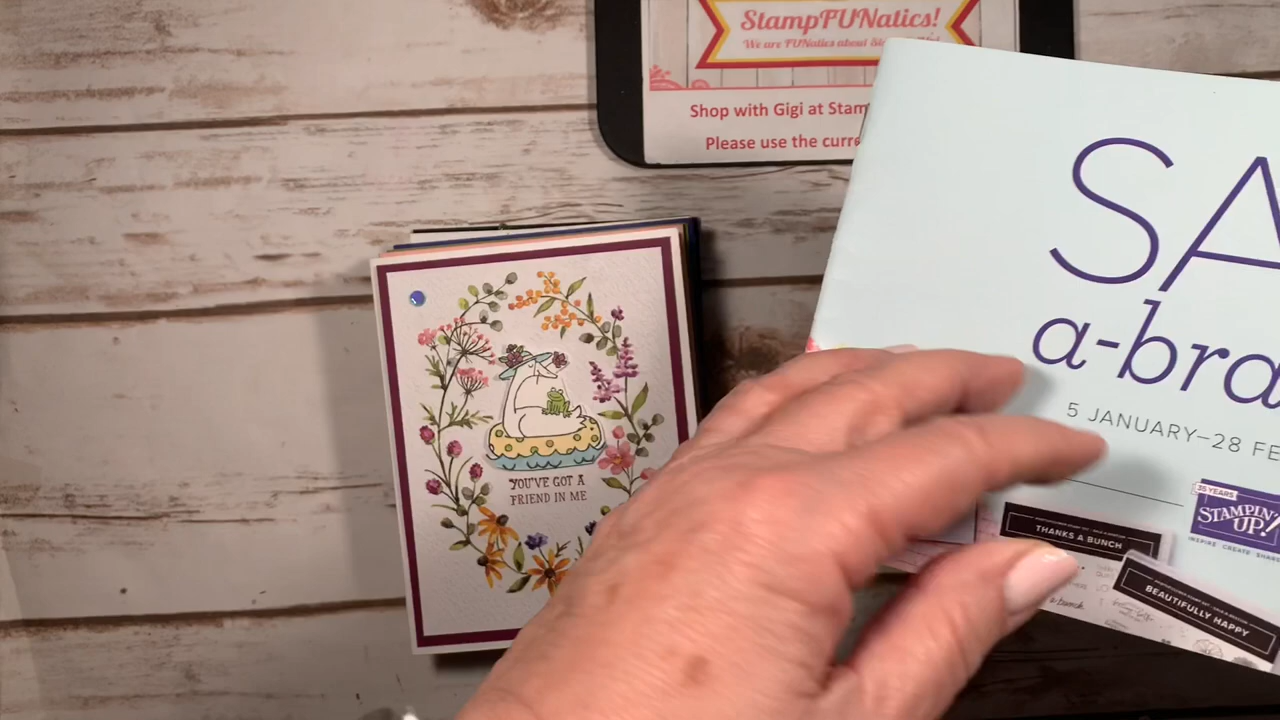 StampFUNatics!
We are FUNatics about
Shop with Gigi at Stam
Please use the curre
SA
a-bra
5 JANUARY–28 FE
35 YEARS
STAMPIN' UP!
INSPIRE CREATE SHARE
THANKS A BUNCH
BEAUTIFULLY HAPPY
YOU'VE GOT A
FRIEND IN ME